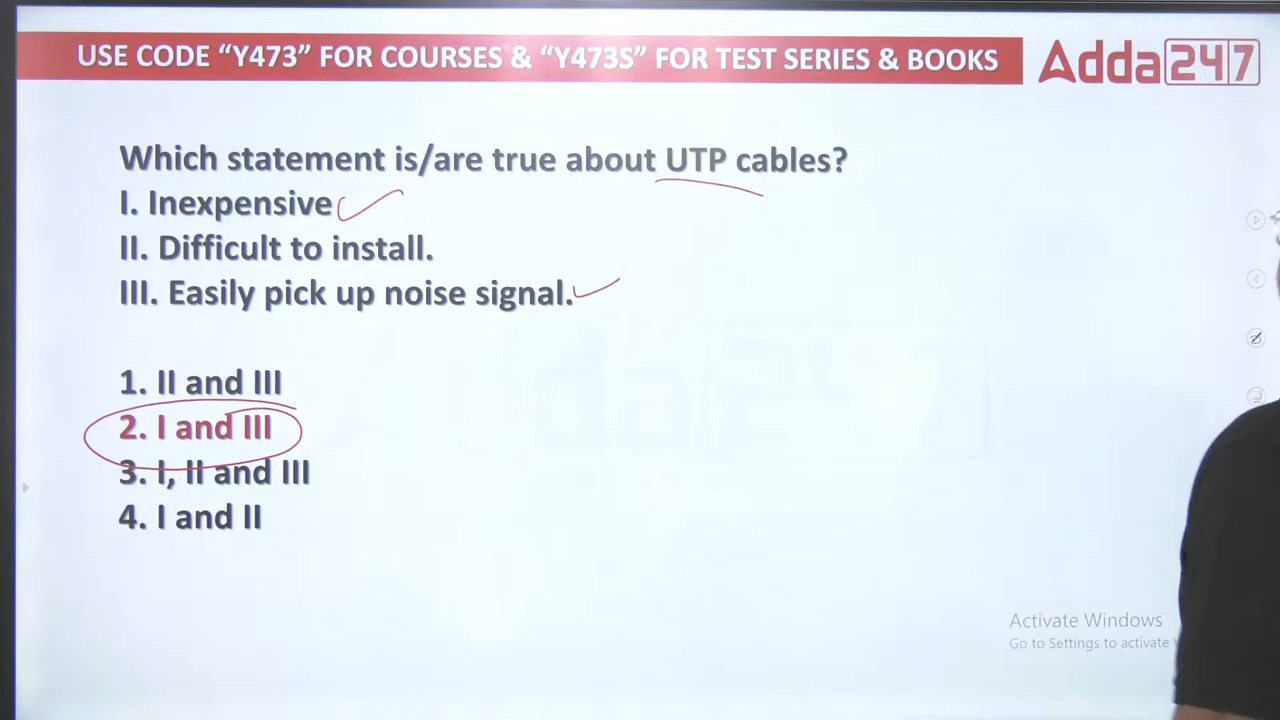 USE CODE “Y473” FOR COURSES & “Y473S” FOR TEST SERIES & BOOKS
Adda247
Which statement is/are true about UTP cables?
I. Inexpensive
II. Difficult to install.
III. Easily pick up noise signal.
1. II and III
2. I and III
3. I, II and III
4. I and II
Activate Windows
Go to Settings to activate